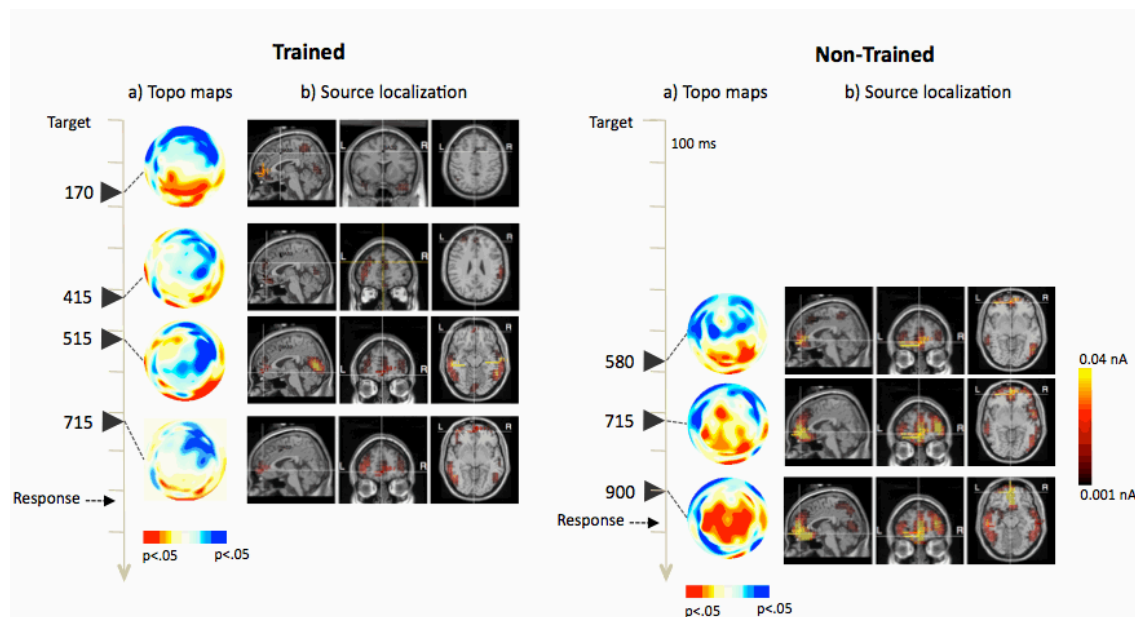 Trained
a) Topo maps
b) Source localization
Target
170
415
515
715
Response
p<.05
p<.05
L
R
L
R
L
R
L
R
L
R
L
R
L
R
L
R
Non-Trained
a) Topo maps
b) Source localization
Target
100 ms
580
715
900
Response
p<.05
p<.05
L
R
L
R
L
R
L
R
L
R
L
R
0.04 nA
0.001 nA